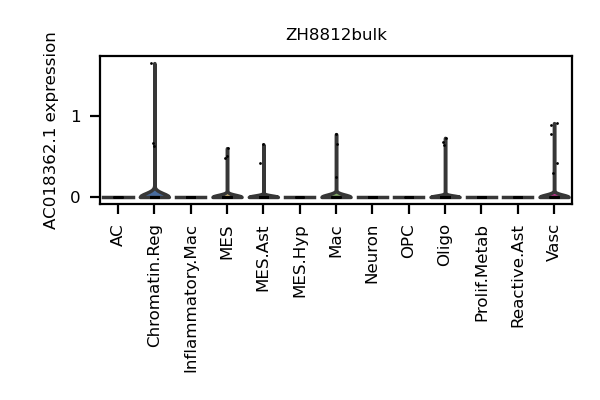 ZH8812bulk
AC018362.1 expression
1
0
AC
Chromatin.Reg
Inflammatory.Mac
MES
MES.Ast
MES.Hyp
Mac
Neuron
OPC
Oligo
Prolif.Metab
Reactive.Ast
Vasc